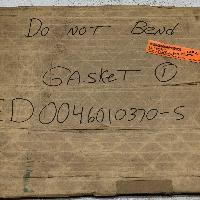 Do not Bend
GASKET ①
ED0046010370-S